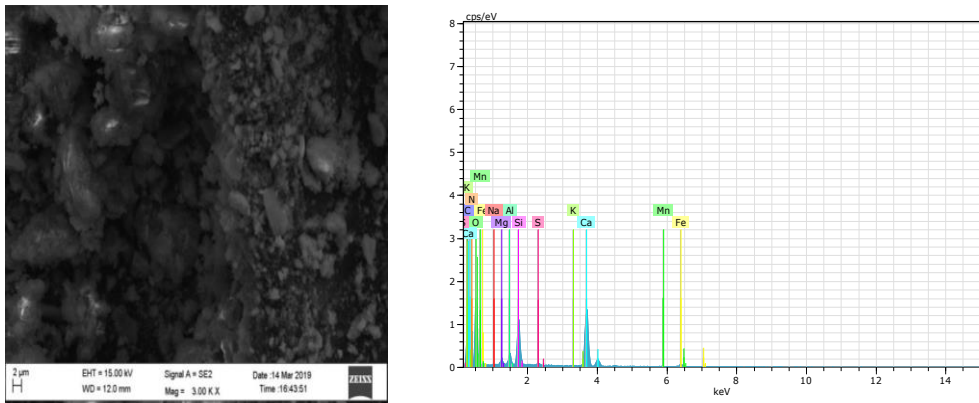 2 µm
EHT = 15.00 kV
Signal A = SE2
Date :14 Mar 2019
WD = 12.0 mm
Mag = 3.00 K X
Time :16:43:51
ZEISS
cps/eV
8
7
6
5
4
3
2
1
0
Mn
K
N
C Fe Na Al K Mn
S O Mg Si S Ca Fe
Ca
2 4 6 8 10 12 14
keV